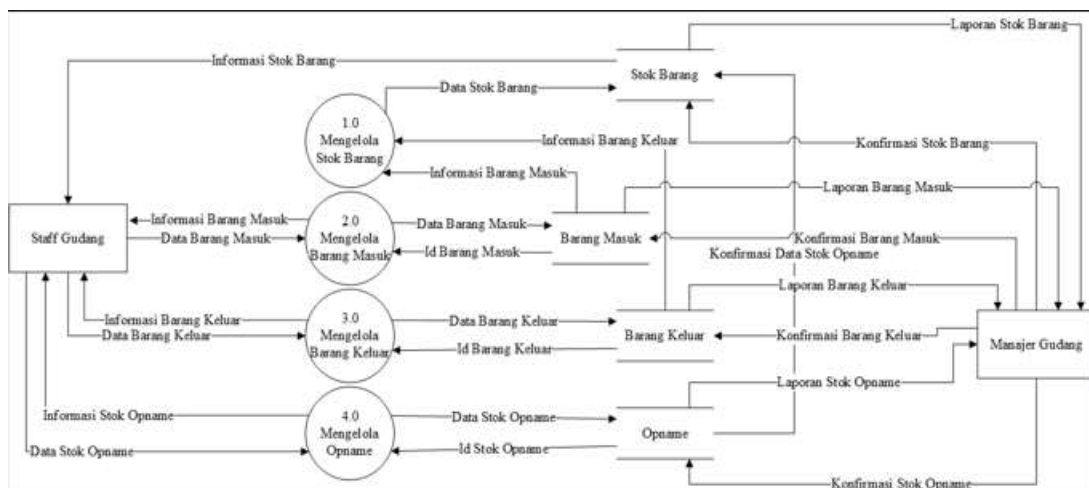 Laporan Stok Barang
Informasi Stok Barang
Stok Barang
Data Stok Barang
1.0
Mengelola
Stok Barang
Informasi Barang Keluar
Konfirmasi Stok Barang
Informasi Barang Masuk
Laporan Barang Masuk
Staff Gudang
Informasi Barang Masuk
Data Barang Masuk
2.0
Mengelola
Barang Masuk
Data Barang Masuk
Id Barang Masuk
Barang Masuk
Konfirmasi Barang Masuk
Konfirmasi Data Stok Opname
Laporan Barang Keluar
Informasi Barang Keluar
Data Barang Keluar
3.0
Mengelola
Barang Keluar
Data Barang Keluar
Id Barang Keluar
Barang Keluar
Konfirmasi Barang Keluar
Manajer Gudang
Laporan Stok Opname
Informasi Stok Opname
Data Stok Opname
4.0
Mengelola
Opname
Data Stok Opname
Id Stok Opname
Opname
Konfirmasi Stok Opname